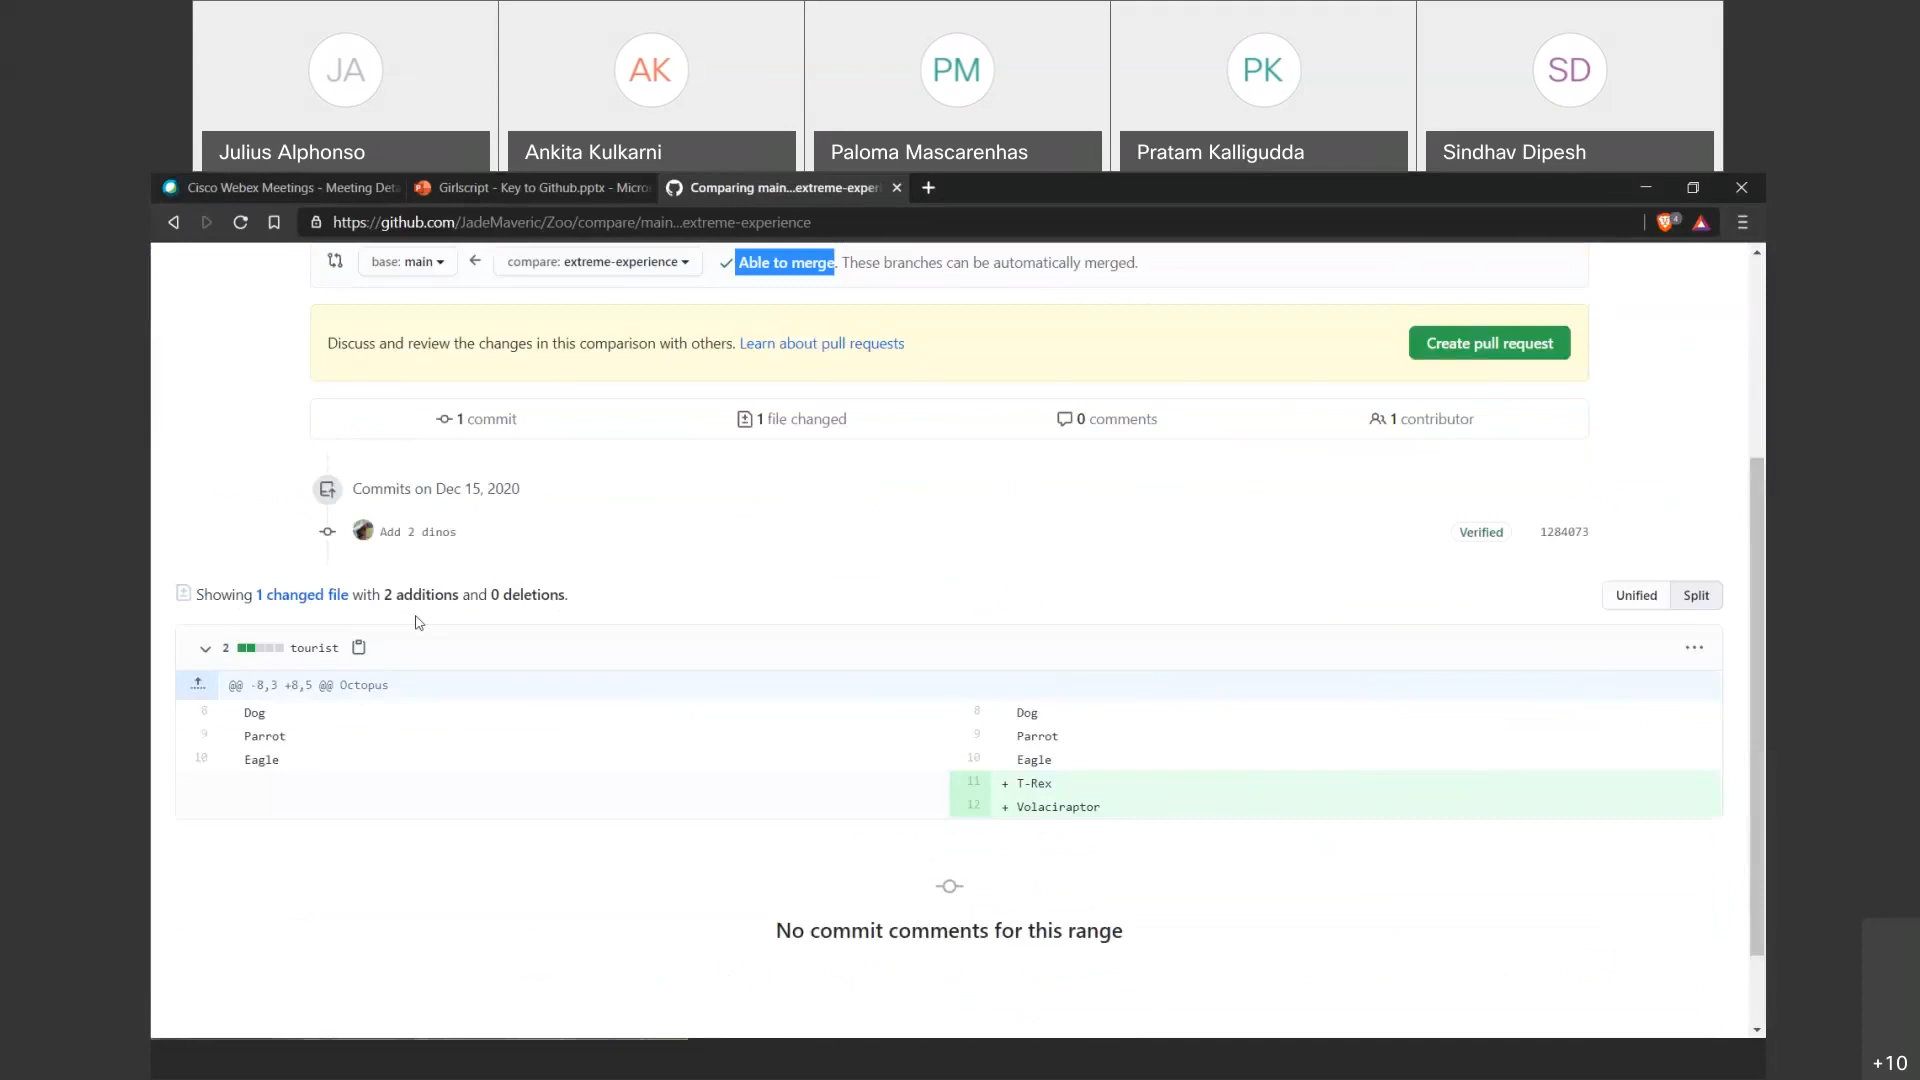 JA
AK
PM
PK
SD
Julius Alphonso
Ankita Kulkarni
Paloma Mascarenhas
Pratam Kalligudda
Sindhav Dipesh
Cisco Webex Meetings - Meeting Deta
Girlscript - Key to Github.pptx - Micros
Comparing main...extreme-experi
https://github.com/JadeMaveric/Zoo/compare/main...extreme-experience
4
base: main
compare: extreme-experience
Able to merge. These branches can be automatically merged.
Discuss and review the changes in this comparison with others. Learn about pull requests
Create pull request
1 commit
1 file changed
0 comments
1 contributor
Commits on Dec 15, 2020
Add 2 dinos
Verified
1284073
Showing 1 changed file with 2 additions and 0 deletions.
Unified
Split
2 tourist
@@ -8,3 +8,5 @@ Octopus
8 Dog
9 Parrot
10 Eagle
8 Dog
9 Parrot
10 Eagle
11 + T-Rex
12 + Volaciraptor
No commit comments for this range
+10